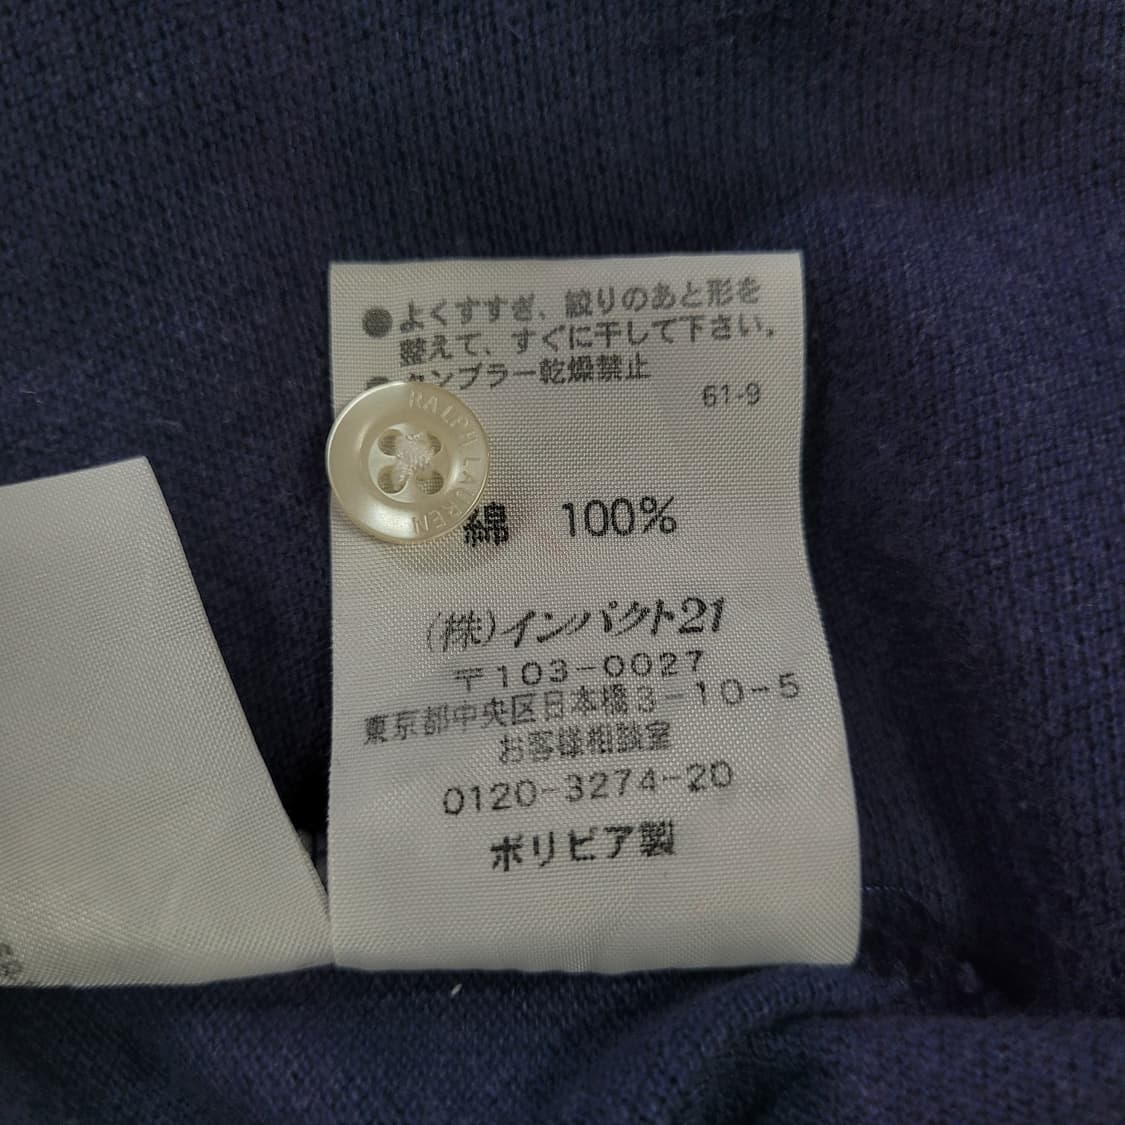 ●よくすすぎ、絞りのあと形を
整えて、すぐに干して下さい。
●タンブラー乾燥禁止
61-9
RALPH LAUREN
綿 100%
(株)インパクト21
〒103-0027
東京都中央区日本橋3-10-5
お客様相談室
0120-3274-20
ボリビア製